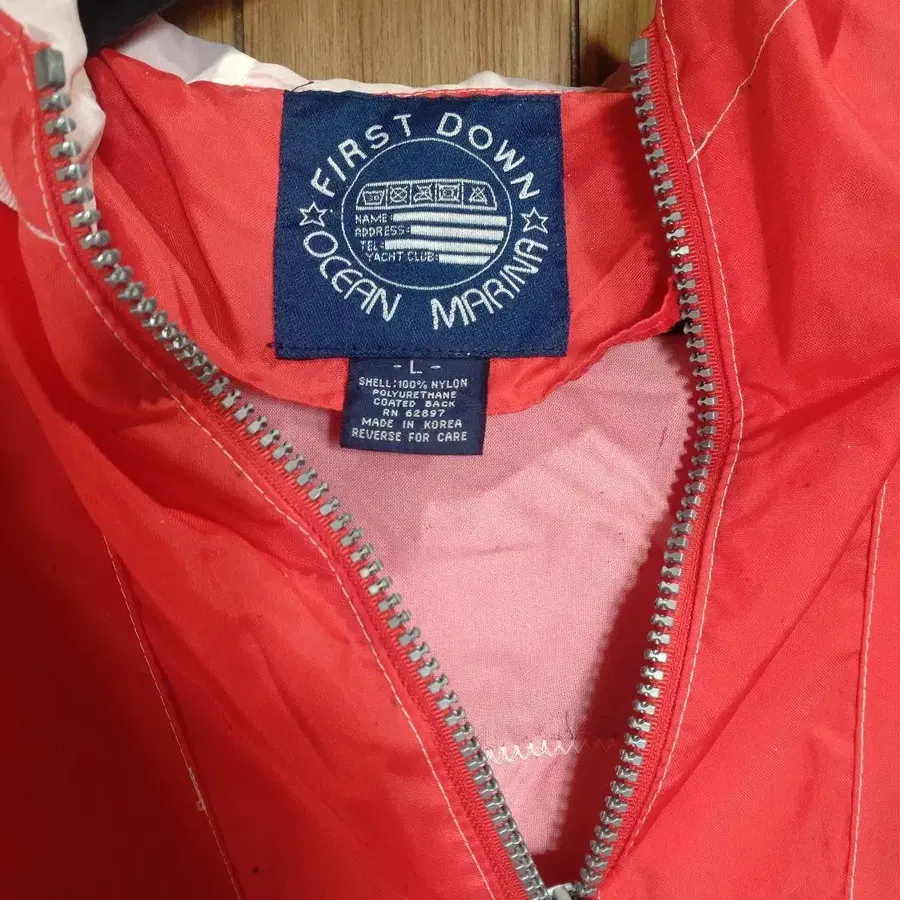 FIRST DOWN
NAME:
ADDRESS:
TEL:
YACHT CLUB:
OCEAN MARINA
- L -
SHELL:100% NYLON
POLYURETHANE
COATED BACK
RN 62897
MADE IN KOREA
REVERSE FOR CARE